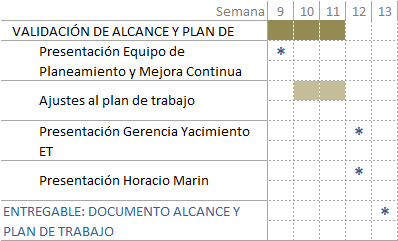 Semana 9 10 11 12 13
VALIDACIÓN DE ALCANCE Y PLAN DE
Presentación Equipo de
Planeamiento y Mejora Continua *
Ajustes al plan de trabajo
Presentación Gerencia Yacimiento *
ET
Presentación Horacio Marin *
ENTREGABLE: DOCUMENTO ALCANCE Y *
PLAN DE TRABAJO